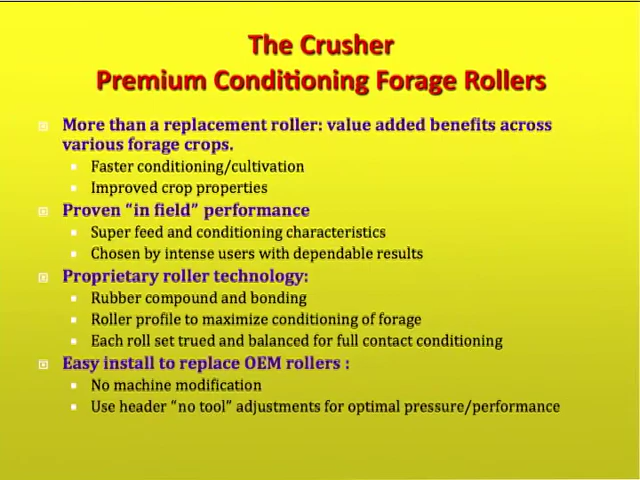 The Crusher
Premium Conditioning Forage Rollers
More than a replacement roller: value added benefits across
various forage crops.
Faster conditioning/cultivation
Improved crop properties
Proven "in field" performance
Super feed and conditioning characteristics
Chosen by intense users with dependable results
Proprietary roller technology:
Rubber compound and bonding
Roller profile to maximize conditioning of forage
Each roll set trued and balanced for full contact conditioning
Easy install to replace OEM rollers :
No machine modification
Use header "no tool" adjustments for optimal pressure/performance